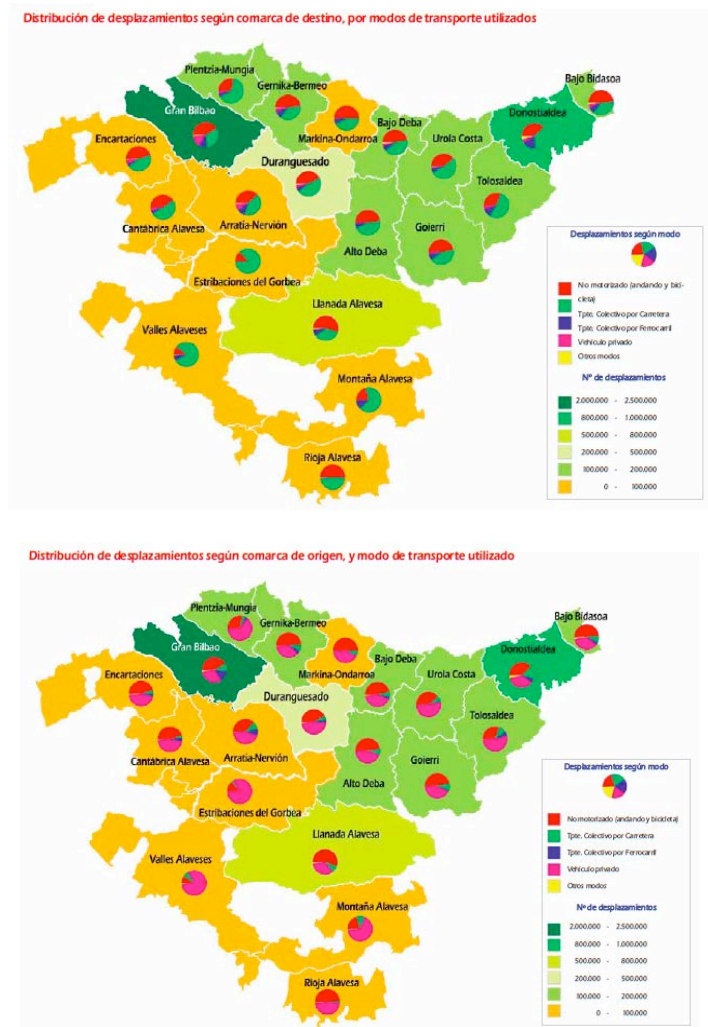 Distribución de desplazamientos según comarca de destino, por modos de transporte utilizados
Plentzia-Mungia
Gernika-Bermeo
Bajo Bidasoa
Gran Bilbao
Donostialdea
Encartaciones
Markina-Ondarroa
Bajo Deba
Urola Costa
Duranguesado
Tolosaldea
Cantábrica Alavesa
Arratia-Nervión
Goierri
Alto Deba
Estribaciones del Gorbea
Llanada Alavesa
Valles Alaveses
Montaña Alavesa
Rioja Alavesa
Desplazamientos según modo
No motorizado (andando y bici-
cleta)
Tpte. Colectivo por Carretera
Tpte. Colectivo por Ferrocarril
Vehículo privado
Otros modos
Nº de desplazamientos
2.000.000 - 2.500.000
800.000 - 1.000.000
500.000 - 800.000
200.000 - 500.000
100.000 - 200.000
0 - 100.000
Distribución de desplazamientos según comarca de origen, y modo de transporte utilizado
Plentzia-Mungia
Gernika-Bermeo
Bajo Bidasoa
Gran Bilbao
Donostialdea
Encartaciones
Markina-Ondarroa
Bajo Deba
Urola Costa
Duranguesado
Tolosaldea
Cantábrica Alavesa
Arratia-Nervión
Goierri
Alto Deba
Estribaciones del Gorbea
Llanada Alavesa
Valles Alaveses
Montaña Alavesa
Rioja Alavesa
Desplazamientos según modo
No motorizado (andando y bicicleta)
Tpte. Colectivo por Carretera
Tpte. Colectivo por Ferrocarril
Vehículo privado
Otros modos
Nº de desplazamientos
2.000.000 - 2.500.000
800.000 - 1.000.000
500.000 - 800.000
200.000 - 500.000
100.000 - 200.000
0 - 100.000